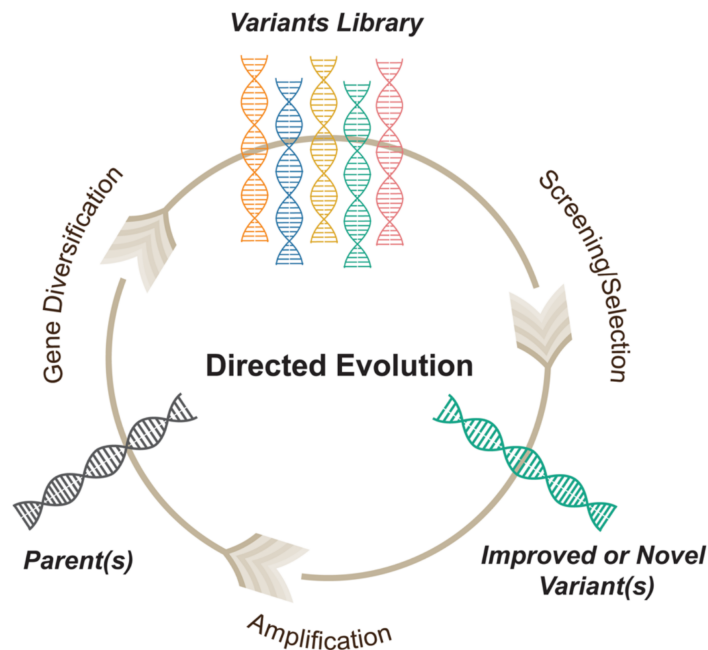 Variants Library
Gene Diversification
Screening/Selection
Directed Evolution
Parent(s)
Improved or Novel
Variant(s)
Amplification